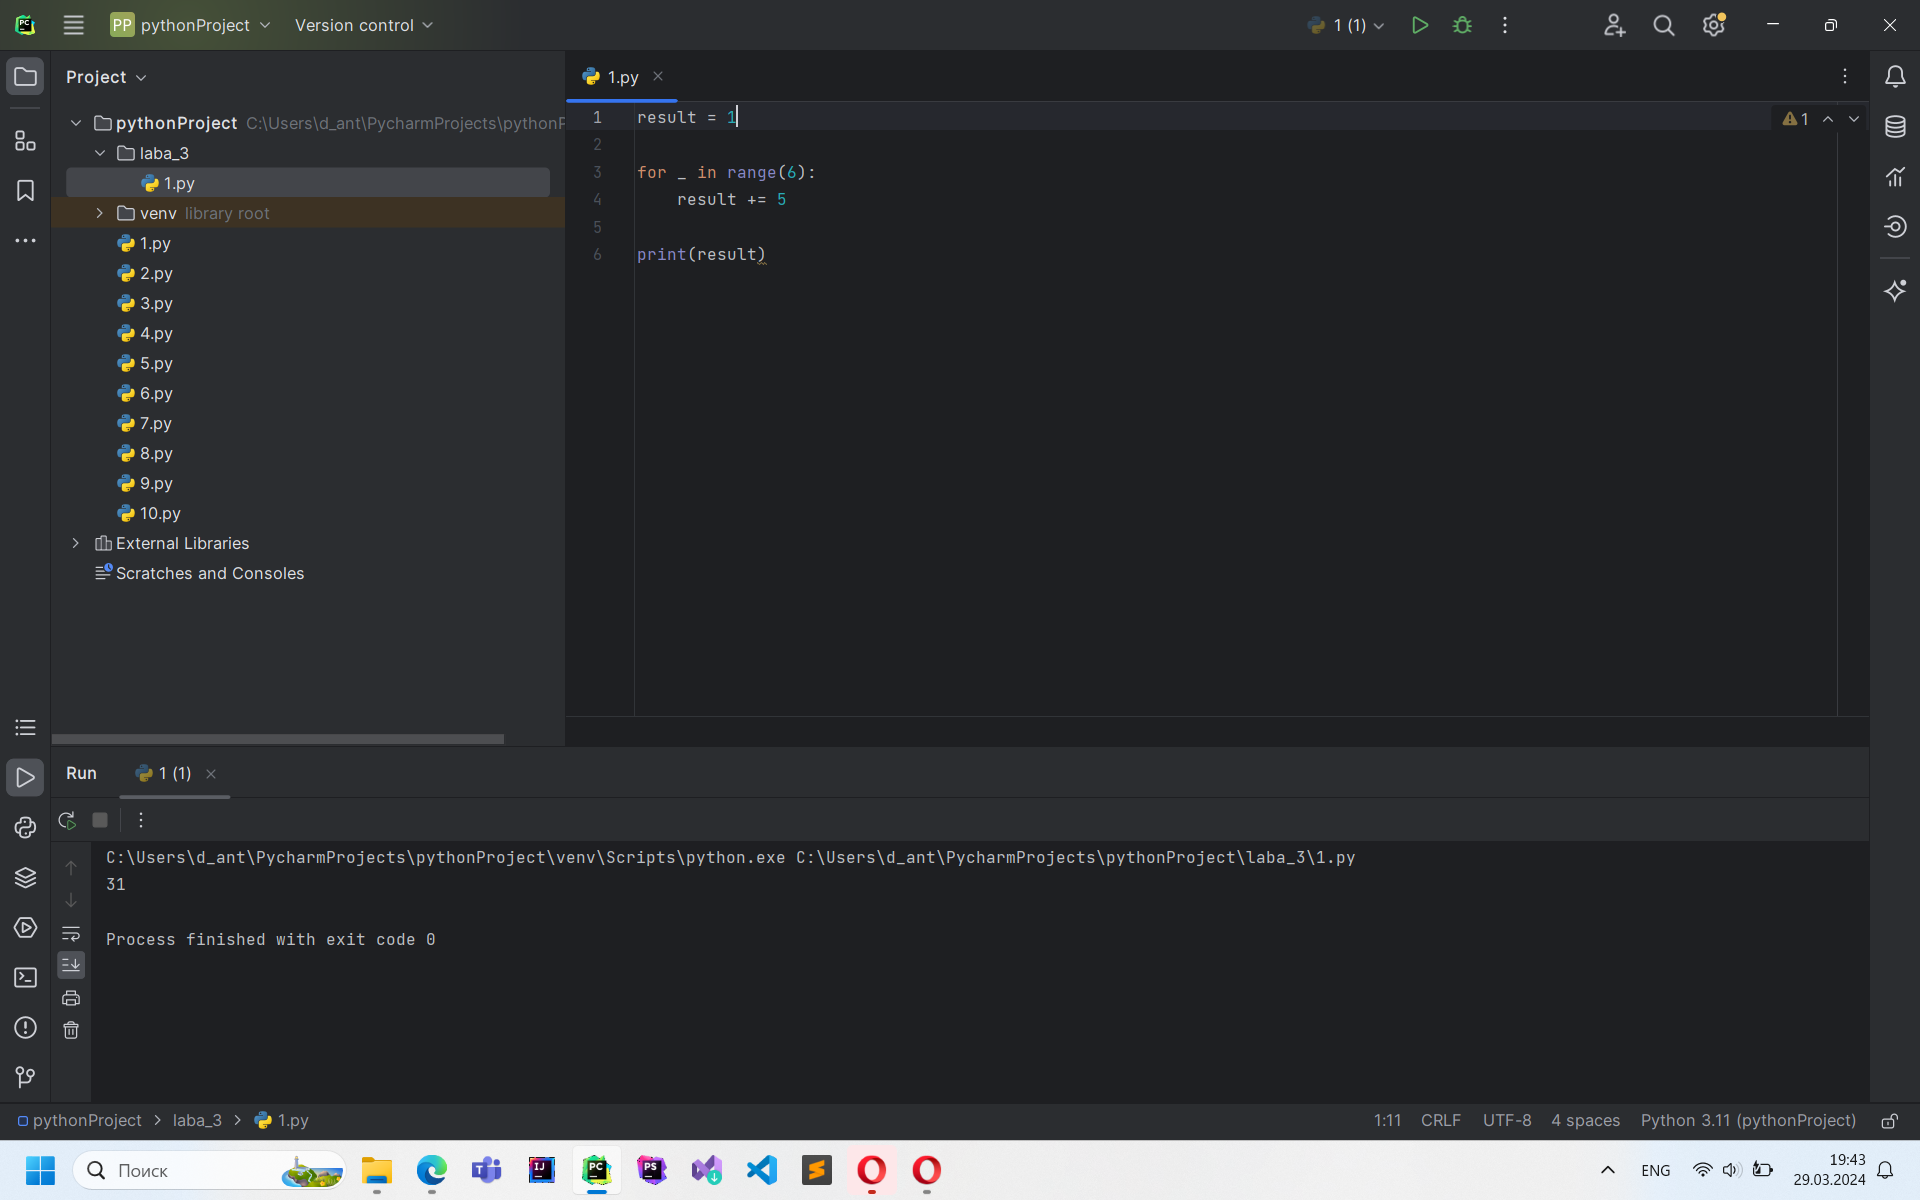 PP pythonProject Version control 1 (1)
Project
1.py
pythonProject C:\Users\d_ant\PycharmProjects\pythonP
laba_3
1.py
venv library root
1.py
2.py
3.py
4.py
5.py
6.py
7.py
8.py
9.py
10.py
External Libraries
Scratches and Consoles
1 result = 1
2
3 for _ in range(6):
4 result += 5
5
6 print(result)
1
Run 1 (1)
C:\Users\d_ant\PycharmProjects\pythonProject\venv\Scripts\python.exe C:\Users\d_ant\PycharmProjects\pythonProject\laba_3\1.py
31
Process finished with exit code 0
pythonProject > laba_3 > 1.py
1:11 CRLF UTF-8 4 spaces Python 3.11 (pythonProject)
Поиск
IJ
PC
PS
ENG
19:43
29.03.2024